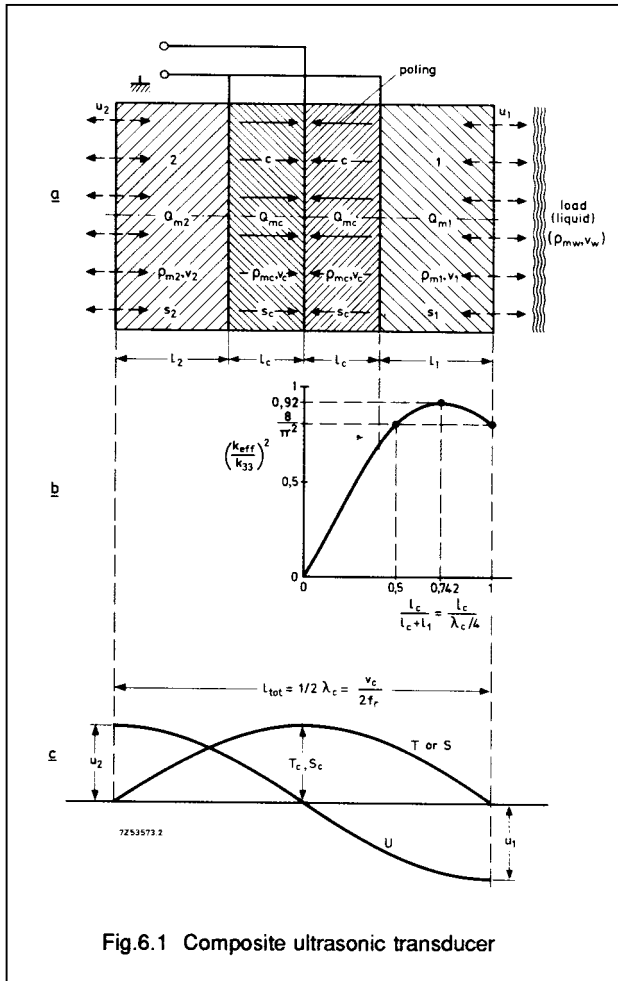 poling
u₂ u₁
2 c c 1
a
Qm2 Qmc Qmc Qm1
load
(liquid)
(ρmw,vw)
ρm2,v₂ ρmc,vc ρmc,vc ρm1,v₁
s₂ sc sc s₁
l₂ lc lc l₁
1
0,92
8
π²
(keff/k33)²
0,5
b
0
0 0,5 0,742 1
lc/(lc+l₁) = lc/(λc/4)
ltot = 1/2 λc = vc/2fr
c
T or S
u₂
Tc,Sc
U
u₁
7Z53573.2
Fig.6.1 Composite ultrasonic transducer